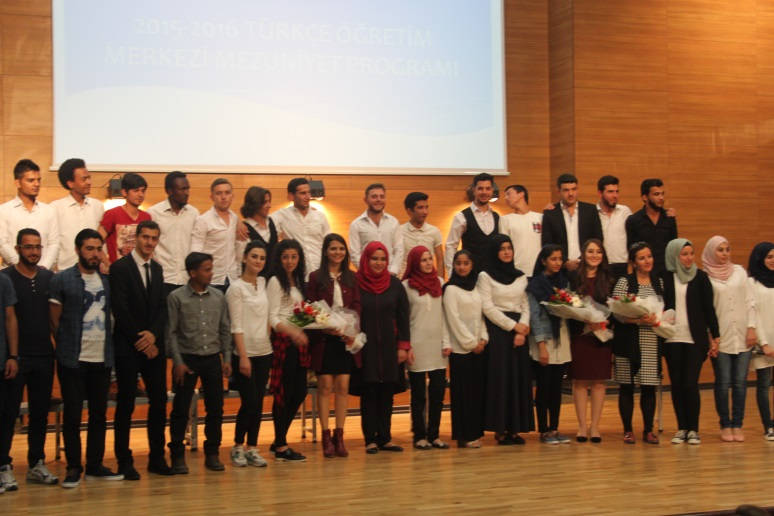 2015-2016 TÜRKÇE ÖĞRETİM
MERKEZİ MEZUNİYET PROGRAMI